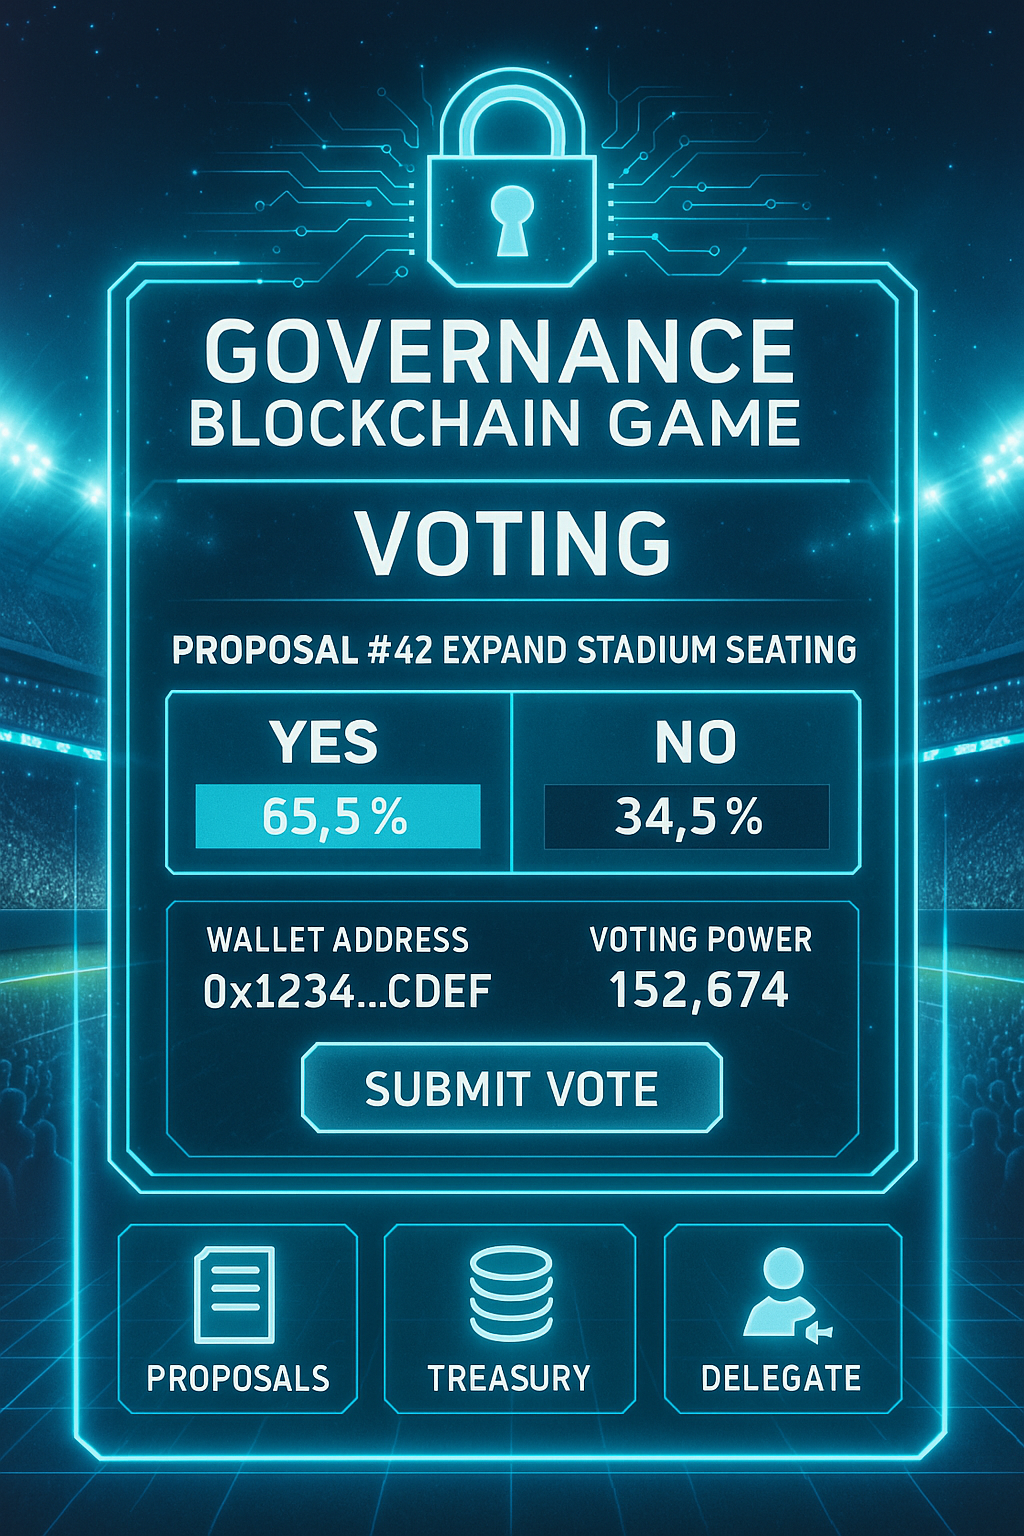 GOVERNANCE
BLOCKCHAIN GAME
VOTING
PROPOSAL #42 EXPAND STADIUM SEATING
YES
NO
65,5 %
34,5 %
WALLET ADDRESS
VOTING POWER
0x1234...CDEF
152,674
SUBMIT VOTE
PROPOSALS
TREASURY
DELEGATE